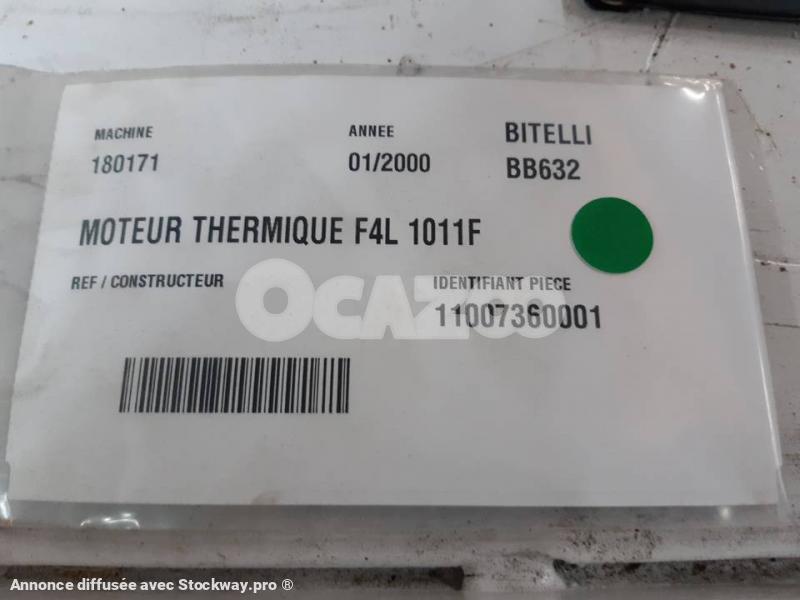 MACHINE ANNEE BITELLI
180171 01/2000 BB632
MOTEUR THERMIQUE F4L 1011F
REF / CONSTRUCTEUR IDENTIFIANT PIECE
OCAZOO
11007360001
Annonce diffusée avec Stockway.pro ®